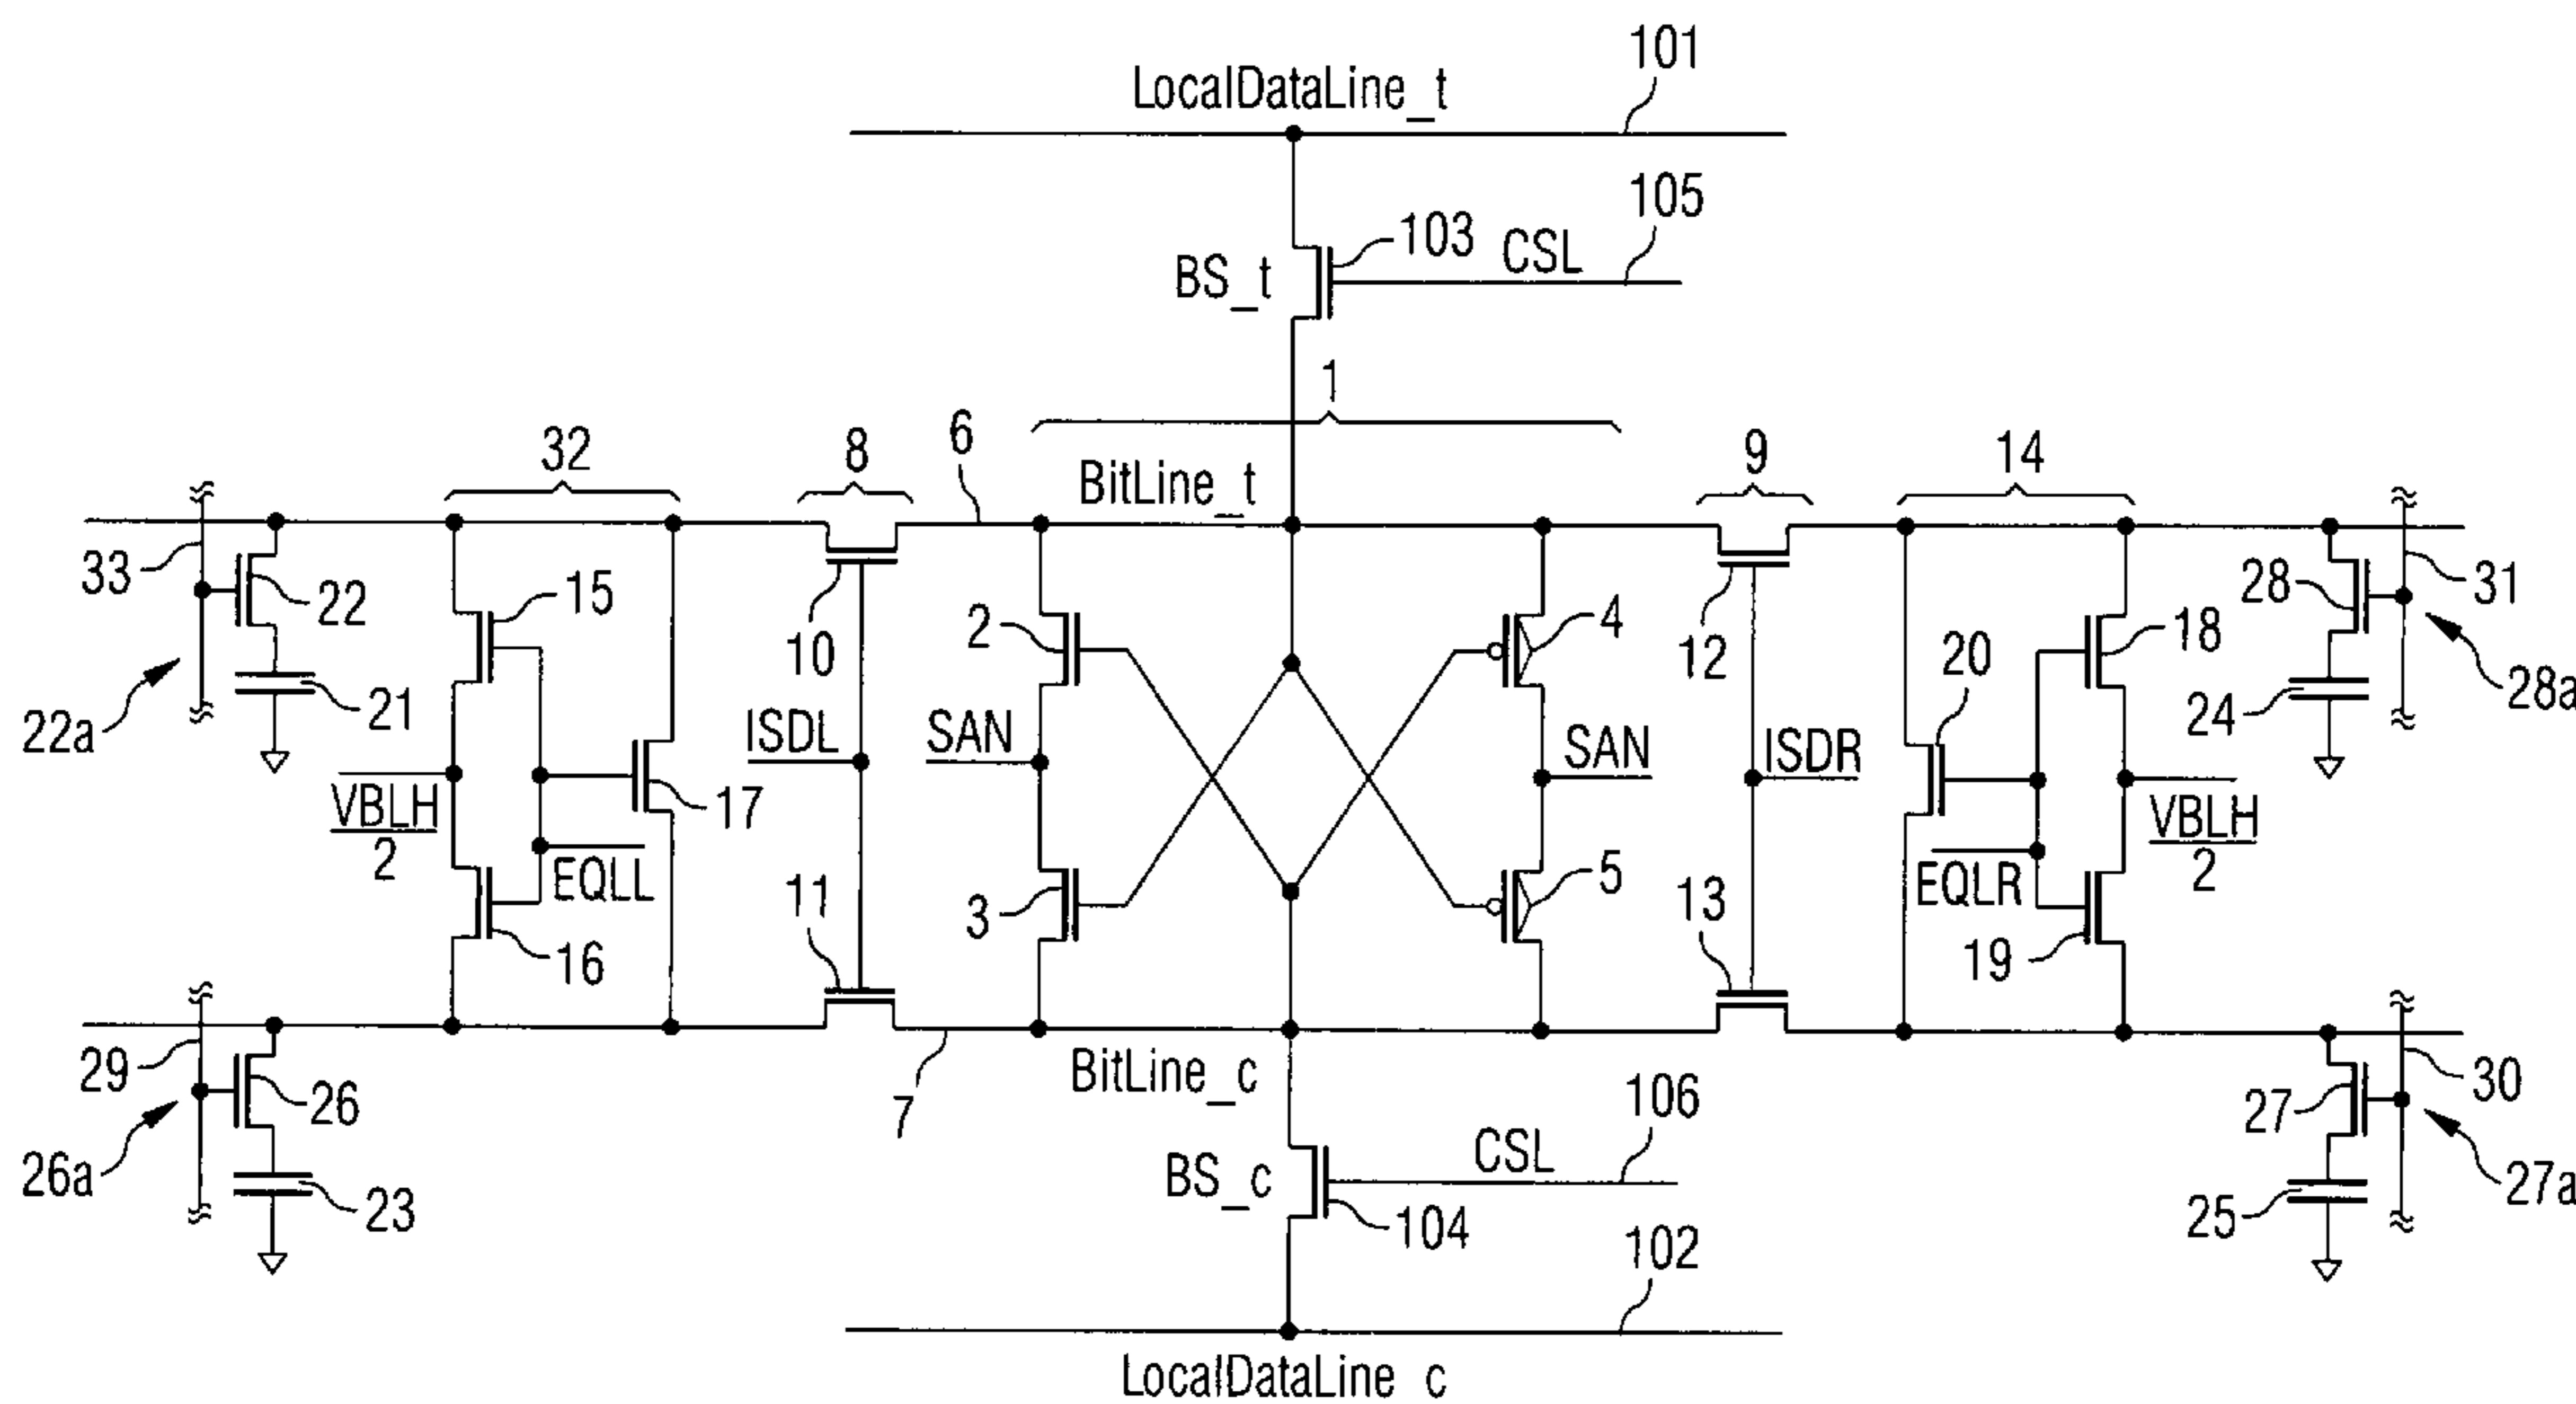 101
LocalDataLine_t
105
103
CSL
BS_t
1
32
8
6
BitLine_t
9
14
33
22
15
10
2
4
12
20
18
28
31
22a
21
ISDL
SAN
SAN
ISDR
24
28a
VBLH
2
17
EQLL
VBLH
2
EQLR
11
3
5
13
16
19
29
26
7
BitLine_c
106
27
30
26a
23
BS_c
CSL
104
25
27a
102
LocalDataLine c